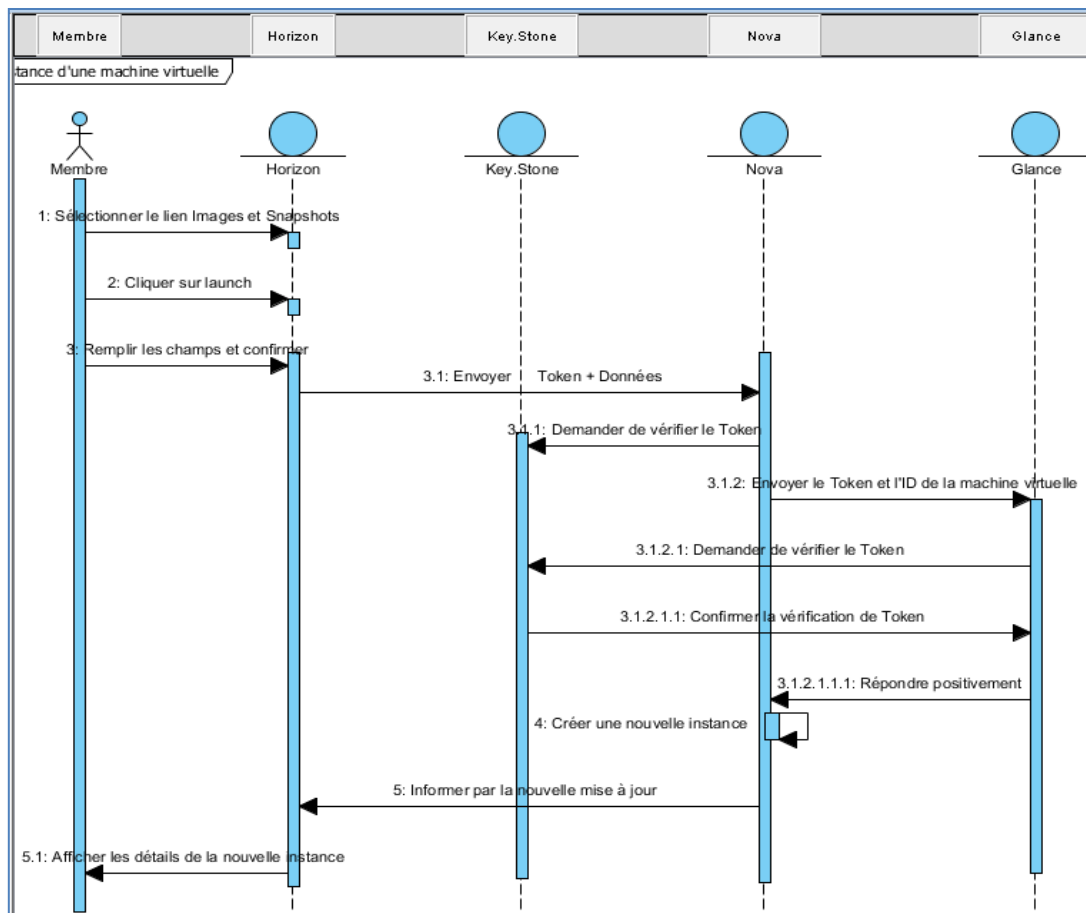 Membre
Horizon
Key.Stone
Nova
Glance
tance d'une machine virtuelle
Membre
Horizon
Key.Stone
Nova
Glance
1: Sélectionner le lien Images et Snapshots
2: Cliquer sur launch
3: Remplir les champs et confirmer
3.1: Envoyer Token + Données
3.1.1: Demander de vérifier le Token
3.1.2: Envoyer le Token et l'ID de la machine virtuelle
3.1.2.1: Demander de vérifier le Token
3.1.2.1.1: Confirmer la vérification de Token
3.1.2.1.1.1: Répondre positivement
4: Créer une nouvelle instance
5: Informer par la nouvelle mise à jour
5.1: Afficher les détails de la nouvelle instance